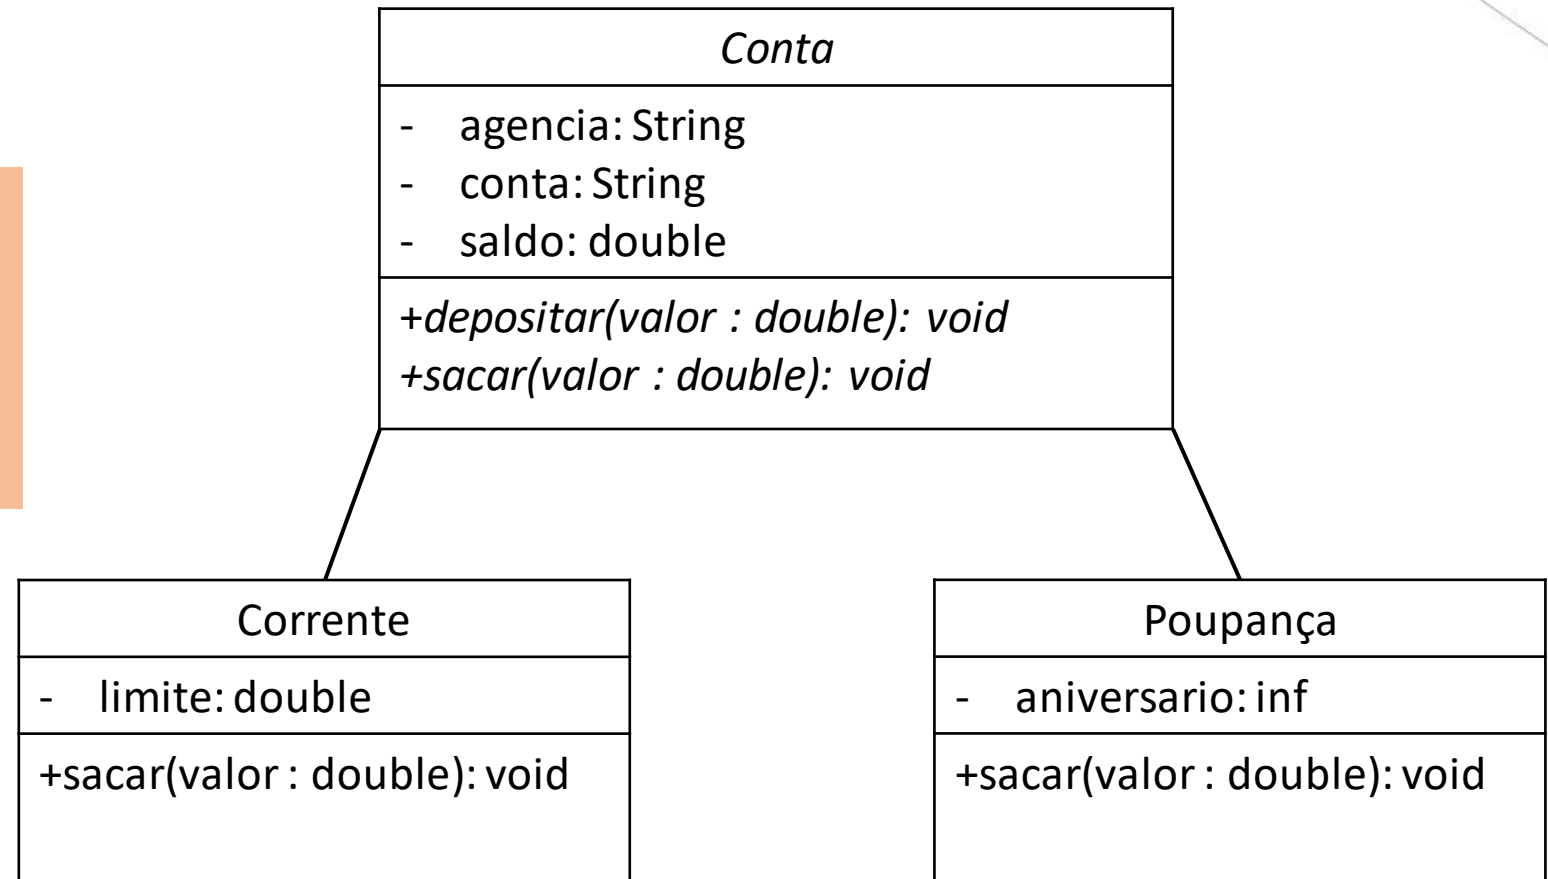 Conta
- agencia: String
- conta: String
- saldo: double
+depositar(valor : double): void
+sacar(valor : double): void
Corrente
- limite: double
+sacar(valor : double): void
Poupança
- aniversario: inf
+sacar(valor : double): void